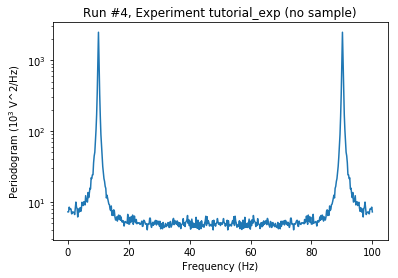 Run #4, Experiment tutorial_exp (no sample)
Periodogram (10³ V^2/Hz)
10³
10²
10¹
0 20 40 60 80 100
Frequency (Hz)